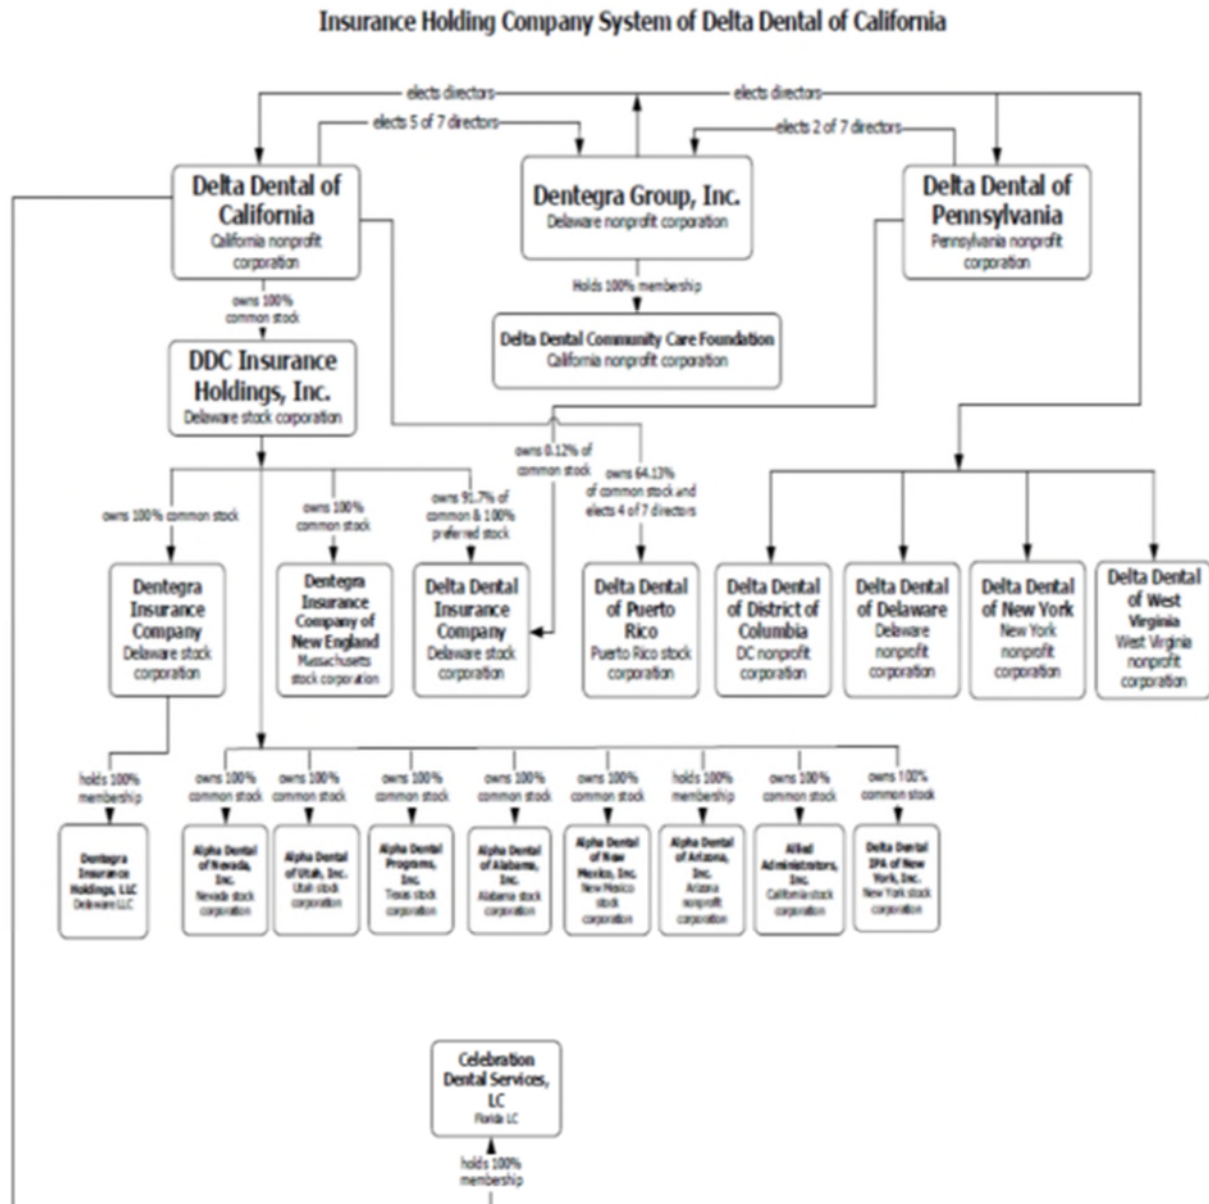 Insurance Holding Company System of Delta Dental of California
elects directors
elects directors
elects 5 of 7 directors
elects 2 of 7 directors
Delta Dental of
California
California nonprofit
corporation
Dentegra Group, Inc.
Delaware nonprofit corporation
Delta Dental of
Pennsylvania
Pennsylvania nonprofit
corporation
owns 100%
common stock
Holds 100% membership
DDC Insurance
Holdings, Inc.
Delaware stock corporation
Delta Dental Community Care Foundation
California nonprofit corporation
owns 8.12% of
common stock
owns 64.13%
of common stock and
elects 4 of 7 directors
owns 100% common stock
owns 100%
common stock
owns 91.7% of
common & 100%
preferred stock
Dentegra
Insurance
Company
Delaware stock
corporation
Dentegra
Insurance
Company of
New England
Massachusetts
stock corporation
Delta Dental
Insurance
Company
Delaware stock
corporation
Delta Dental
of Puerto
Rico
Puerto Rico stock
corporation
Delta Dental
of District of
Columbia
DC nonprofit
corporation
Delta Dental
of Delaware
Delaware
nonprofit
corporation
Delta Dental
of New York
New York
nonprofit
corporation
Delta Dental
of West
Virginia
West Virginia
nonprofit
corporation
holds 100%
membership
owns 100%
common stock
owns 100%
common stock
owns 100%
common stock
owns 100%
common stock
owns 100%
common stock
holds 100%
membership
owns 100%
common stock
owns 100%
common stock
Dentegra
Insurance
Holdings, LLC
Delaware LLC
Alpha Dental
of Nevada,
Inc.
Nevada stock
corporation
Alpha Dental
of Utah, Inc.
Utah stock
corporation
Alpha Dental
Programs,
Inc.
Texas stock
corporation
Alpha Dental
of Alabama,
Inc.
Alabama stock
corporation
Alpha Dental
of New
Mexico, Inc.
New Mexico
stock
corporation
Alpha Dental
of Arizona,
Inc.
Arizona
nonprofit
corporation
Allied
Administrators,
Inc.
California stock
corporation
Delta Dental
IPA of New
York, Inc.
New York stock
corporation
Celebration
Dental Services,
LC
Florida LC
holds 100%
membership